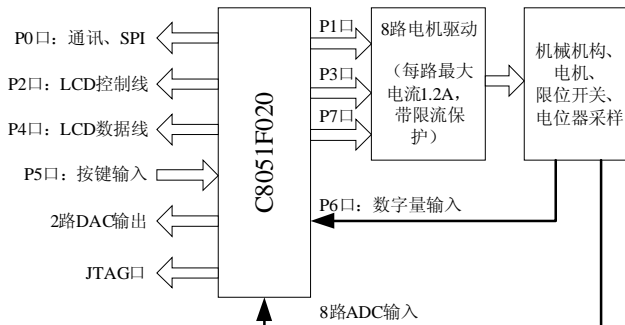 P0口：通讯、SPI
P2口：LCD控制线
P4口：LCD数据线
P5口：按键输入
2路DAC输出
JTAG口
C8051F020
P1口
P3口
P7口
8路电机驱动
（每路最大
电流1.2A，
带限流保
护）
机械机构、
电机、
限位开关、
电位器采样
P6口：数字量输入
8路ADC输入